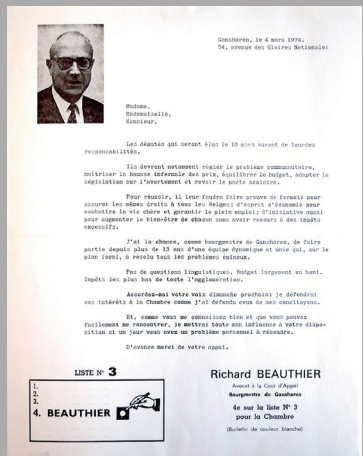 Ganshoren, le 4 mars 1974.
54, avenue des Gloires Nationales
Madame,
Mademoiselle,
Monsieur,
Les députés qui seront élus le 10 mars auront de lourdes
responsabilités.
Ils devront notamment régler le problème communautaire,
maîtriser la hausse infernale des prix, équilibrer le budget, adapter la
législation sur l'avortement et revoir le pacte scolaire.
Pour réussir, il leur faudra faire preuve de fermeté pour
assurer les mêmes droits à tous les Belges; d'esprit d'économie pour
combattre la vie chère et garantir le plein emploi; d'initiative aussi
pour augmenter le bien-être de chacun sans avoir recours à des impôts
excessifs.
J'ai la chance, comme bourgmestre de Ganshoren, de faire
partie depuis plus de 13 ans d'une équipe dynamique et unie qui, sur le
plan local, a résolu tous les problèmes épineux.
Pas de questions linguistiques. Budget largement en boni.
Impôts les plus bas de toute l'agglomération.
Accordez-moi votre voix dimanche prochain: je défendrai
vos intérêts à la Chambre comme j'ai défendu ceux de mes concitoyens.
Et, comme vous me connaissez bien et que vous pouvez
facilement me rencontrer, je mettrai toute mon influence à votre dispo-
sition si un jour vous avez un problème personnel à résoudre.
D'avance merci de votre appui.
LISTE N° 3
1.
2.
3.
4. BEAUTHIER
Richard BEAUTHIER
Avocat à la Cour d'Appel
Bourgmestre de Ganshoren
4e sur la liste N° 3
pour la Chambre
(Bulletin de couleur blanche)